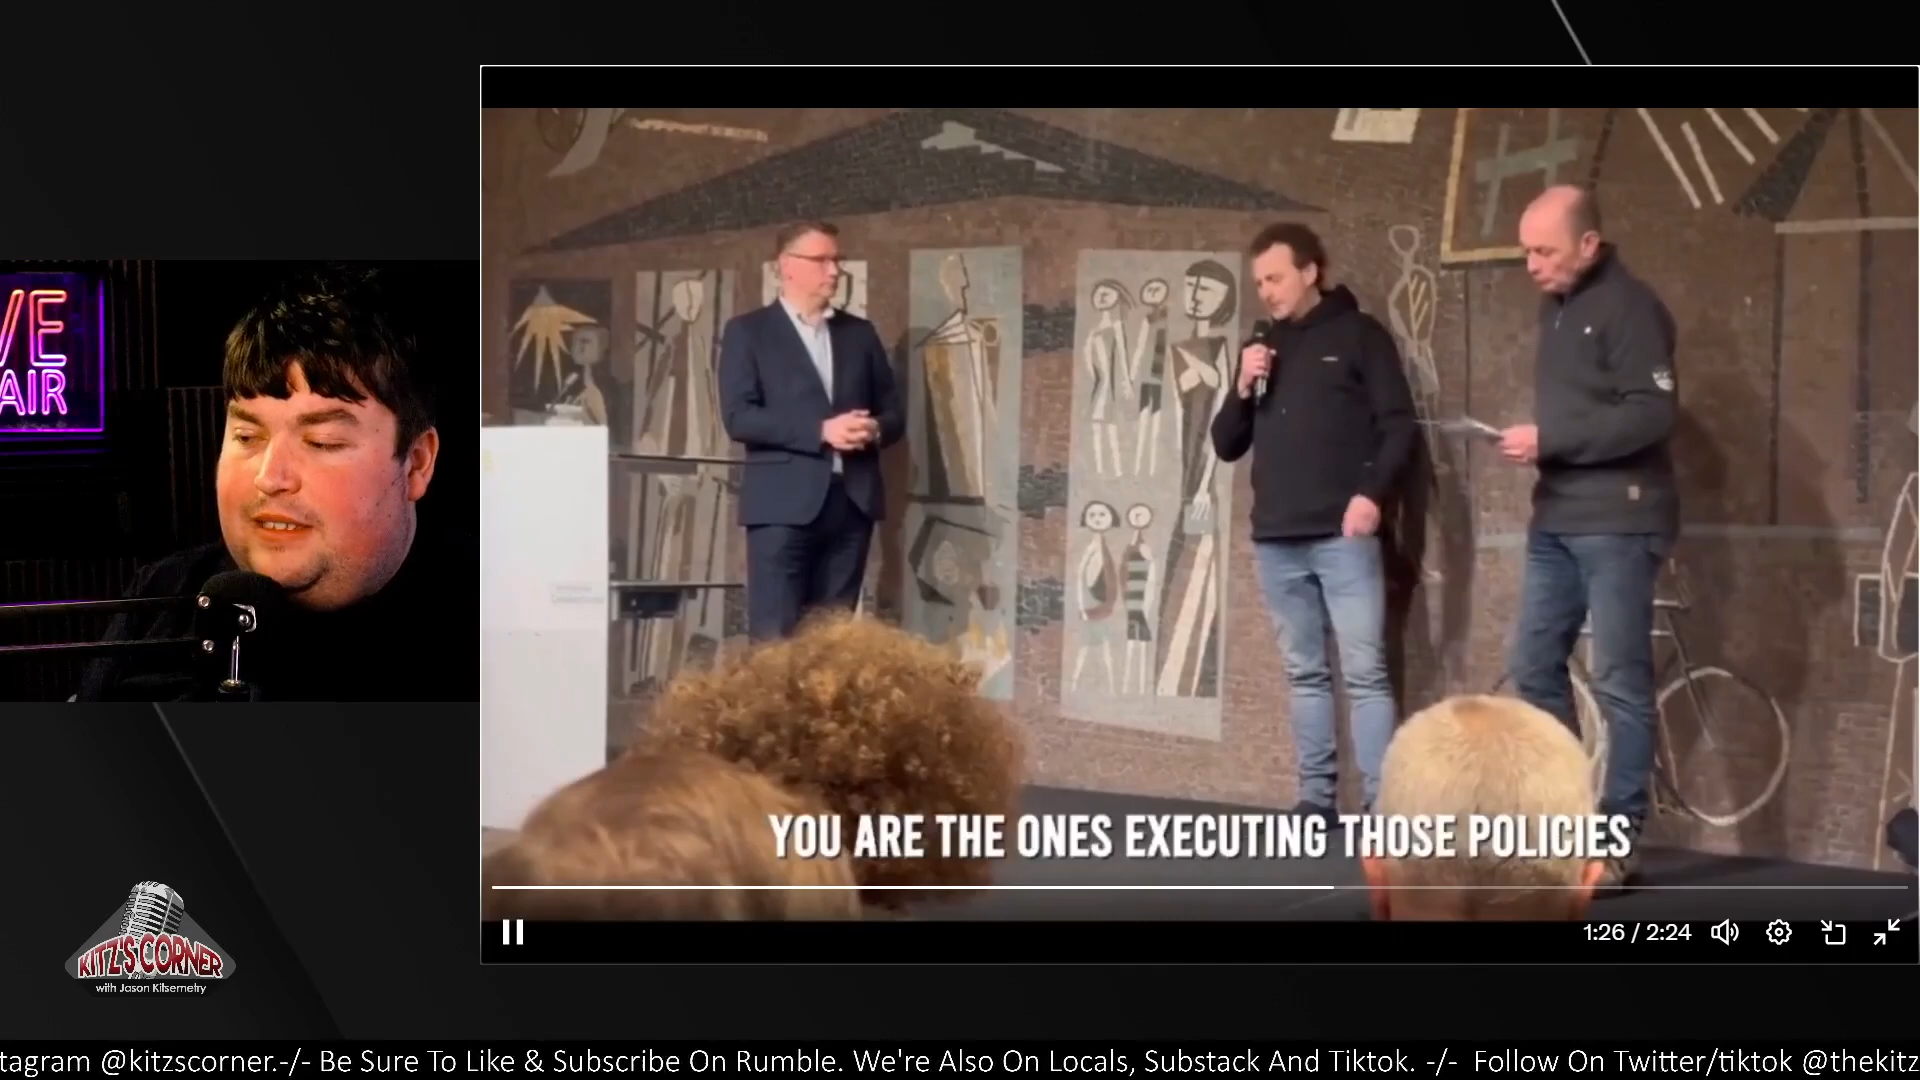 VE
AIR
YOU ARE THE ONES EXECUTING THOSE POLICIES
1:26 / 2:24
KITZ'S CORNER
with Jason Kitsemetry
tagram @kitzscorner.-/- Be Sure To Like & Subscribe On Rumble. We're Also On Locals, Substack And Tiktok. -/- Follow On Twitter/tiktok @thekitz